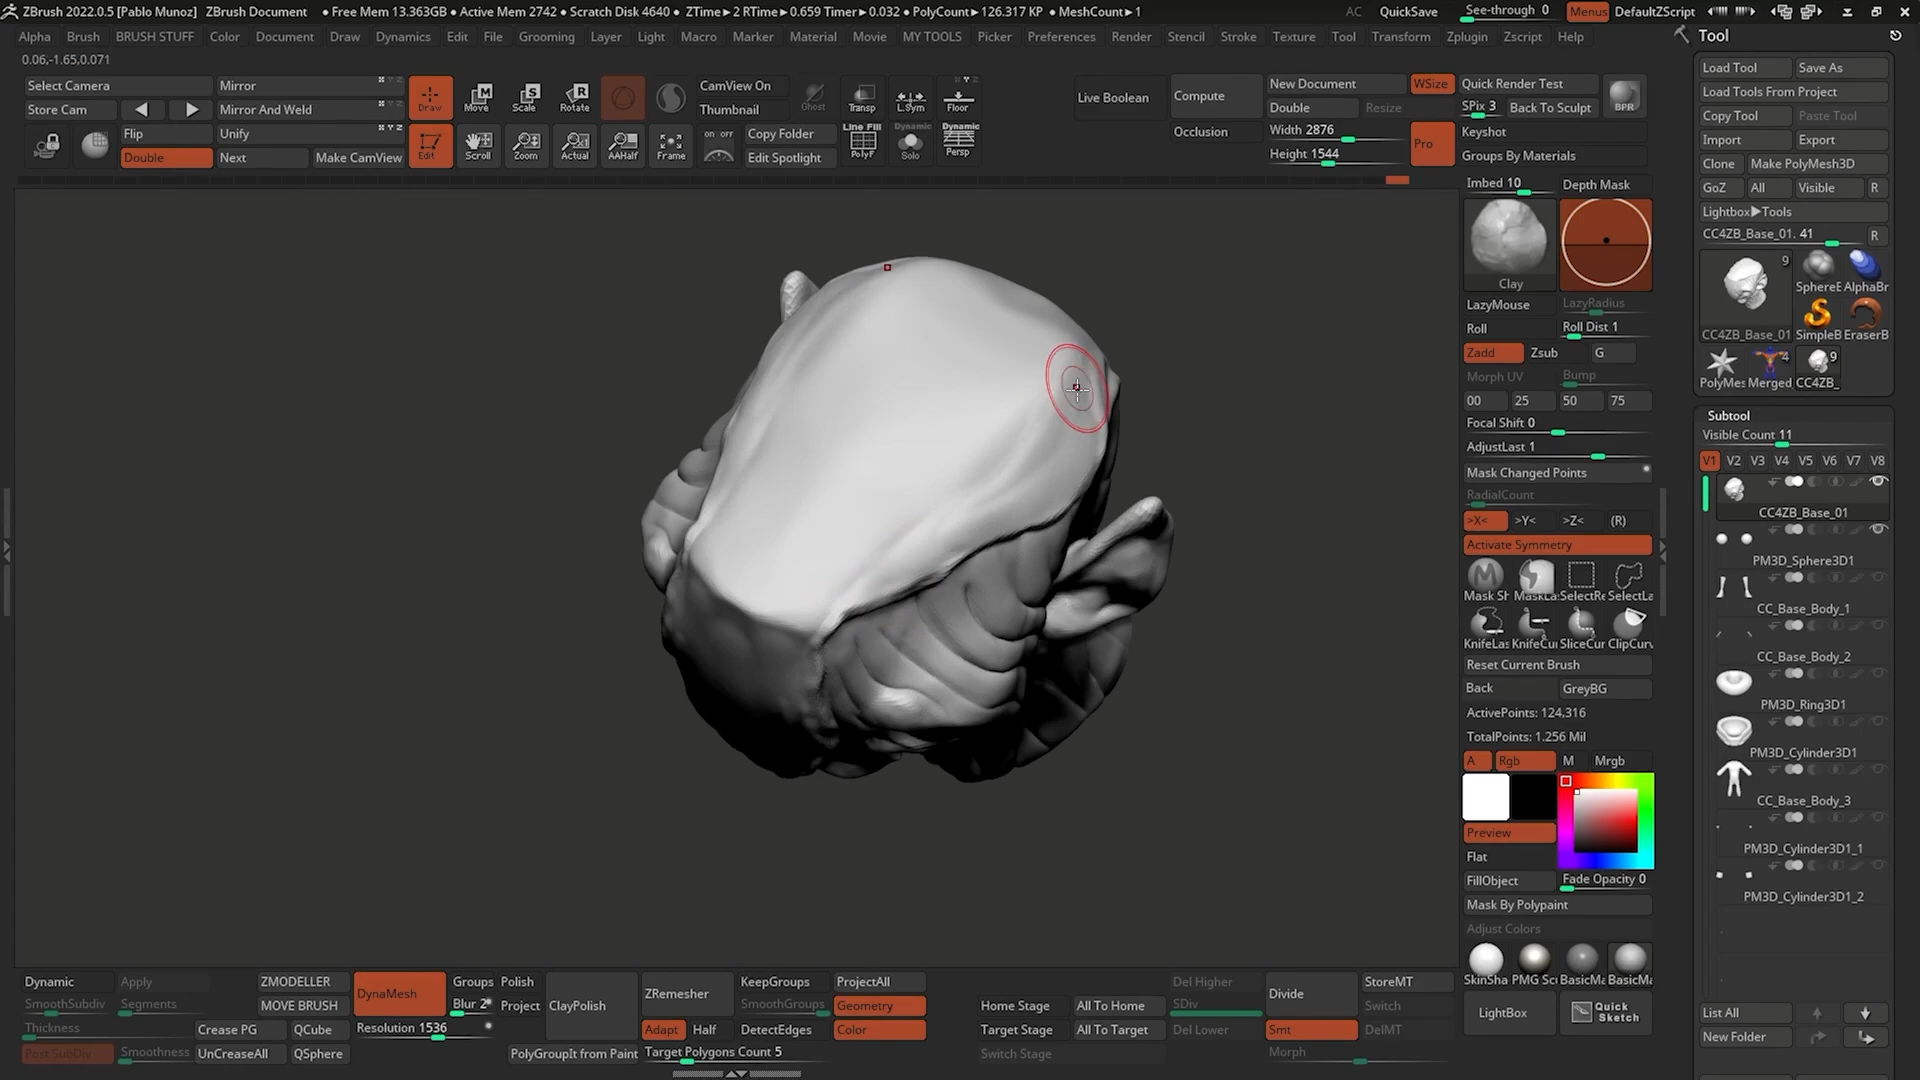 ZBrush 2022.0.5 [Pablo Munoz] ZBrush Document ● Free Mem 13.363GB ● Active Mem 2742 ● Scratch Disk 4640 ● ZTime►2 RTime►0.659 Timer►0.032 ● PolyCount►126.317 KP ● MeshCount►1 AC QuickSave See-through 0 Menus DefaultZScript
Alpha Brush BRUSH STUFF Color Document Draw Dynamics Edit File Grooming Layer Light Macro Marker Material Movie MY TOOLS Picker Preferences Render Stencil Stroke Texture Tool Transform Zplugin Zscript Help
0.06,-1.65,0.071
Select Camera
Store Cam
Mirror
Mirror And Weld
Flip
Unify
Double
Next
Make CamView
Draw
Move
Scale
Rotate
Edit
Scroll
Zoom
Actual
AAHalf
Frame
CamView On
Thumbnail
on off
Copy Folder
Edit Spotlight
Ghost
Transp
L.Sym
Floor
Line Fill
PolyF
Dynamic
Solo
Dynamic
Persp
Live Boolean
Compute
Occlusion
New Document
Double
Resize
Width 2876
Height 1544
WSize
Pro
Quick Render Test
SPix 3
Back To Sculpt
BPR
Keyshot
Groups By Materials
Imbed 10
Depth Mask
Clay
LazyMouse
LazyRadius
Roll
Roll Dist 1
Zadd
Zsub
G
Morph UV
Bump
00 25 50 75
Focal Shift 0
AdjustLast 1
Mask Changed Points
RadialCount
>X< >Y< >Z< (R)
Activate Symmetry
Mask Sh MaskLa SelectRe SelectLa
KnifeLas KnifeCu SliceCur ClipCurv
Reset Current Brush
Back
GreyBG
ActivePoints: 124,316
TotalPoints: 1.256 Mil
A Rgb M Mrgb
Preview
Flat
FillObject
Fade Opacity 0
Mask By Polypaint
Adjust Colors
SkinSha PMG Sc BasicMa BasicMa
LightBox
Quick Sketch
Tool
Load Tool
Save As
Load Tools From Project
Copy Tool
Paste Tool
Import
Export
Clone
Make PolyMesh3D
GoZ All Visible R
Lightbox►Tools
CC4ZB_Base_01. 41 R
9
SphereB AlphaBr
CC4ZB_Base_01 SimpleB EraserB
4 9
PolyMes Merged CC4ZB_
Subtool
Visible Count 11
V1 V2 V3 V4 V5 V6 V7 V8
CC4ZB_Base_01
PM3D_Sphere3D1
CC_Base_Body_1
CC_Base_Body_2
PM3D_Ring3D1
PM3D_Cylinder3D1
CC_Base_Body_3
PM3D_Cylinder3D1_1
PM3D_Cylinder3D1_2
List All
New Folder
Dynamic
Apply
SmoothSubdiv
Segments
Thickness
Post SubDiv
Smoothness
Crease PG
UnCreaseAll
ZMODELLER
MOVE BRUSH
QCube
QSphere
DynaMesh
Resolution 1536
Groups
Polish
Blur 2
Project
ClayPolish
PolyGroupIt from Paint
ZRemesher
Adapt
Half
Target Polygons Count 5
KeepGroups
SmoothGroups
DetectEdges
ProjectAll
Geometry
Color
Home Stage
All To Home
Target Stage
All To Target
Switch Stage
Del Higher
SDiv
Del Lower
Divide
Smt
Morph
StoreMT
Switch
DelMT